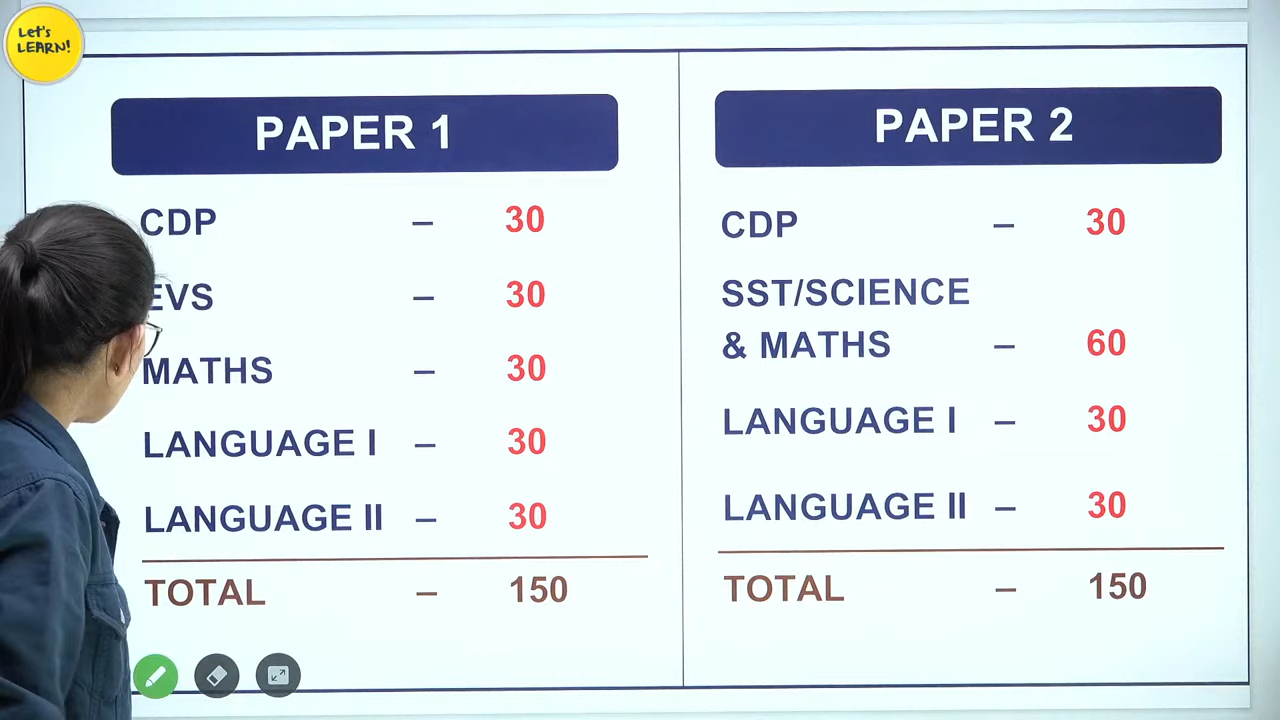 Let's
LEARN!
PAPER 1
CDP – 30
EVS – 30
MATHS – 30
LANGUAGE I – 30
LANGUAGE II – 30
TOTAL – 150
PAPER 2
CDP – 30
SST/SCIENCE
& MATHS – 60
LANGUAGE I – 30
LANGUAGE II – 30
TOTAL – 150